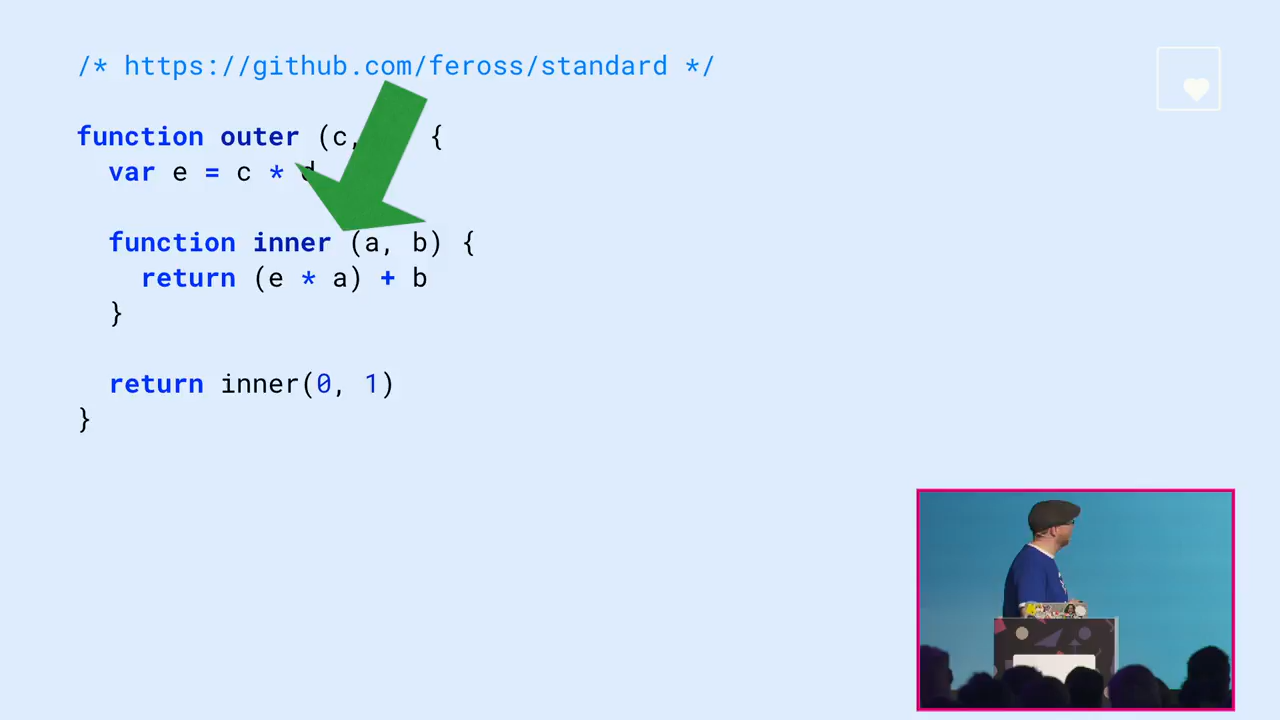 /* https://github.com/feross/standard */
function outer (c, {
var e = c * d
function inner (a, b) {
return (e * a) + b
}
return inner(0, 1)
}